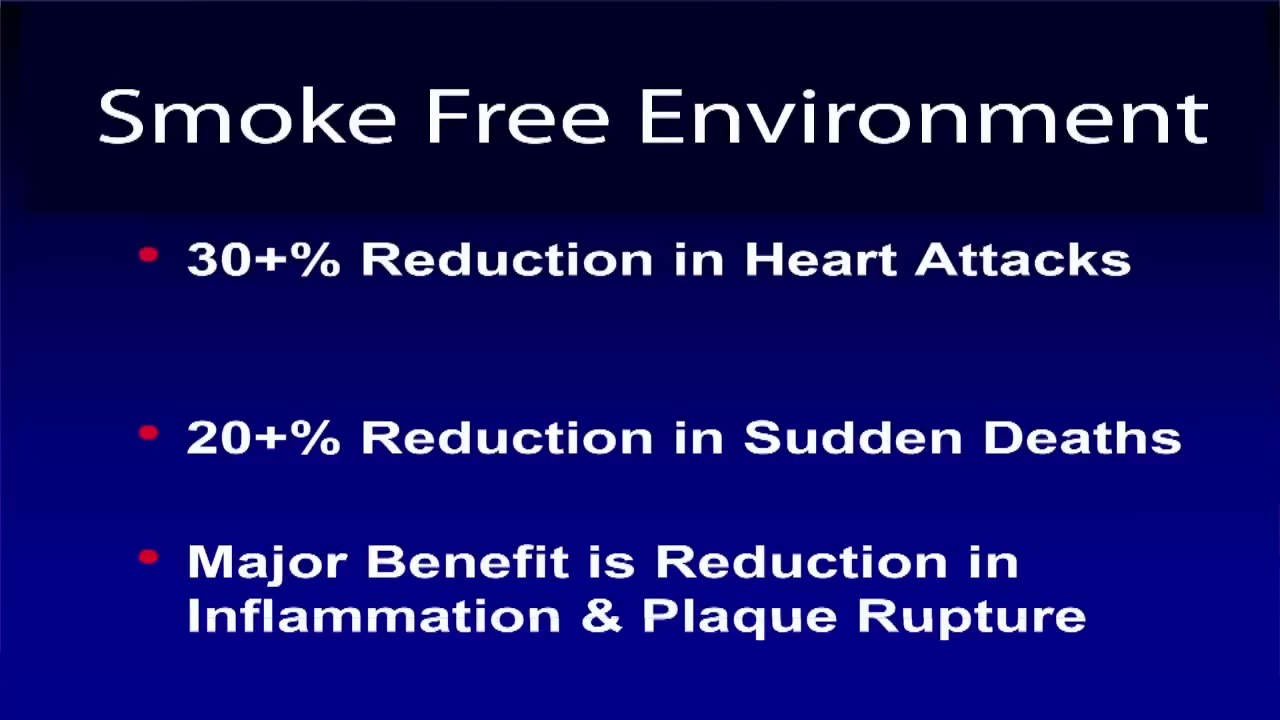 Smoke Free Environment
30+% Reduction in Heart Attacks
20+% Reduction in Sudden Deaths
Major Benefit is Reduction in
Inflammation & Plaque Rupture